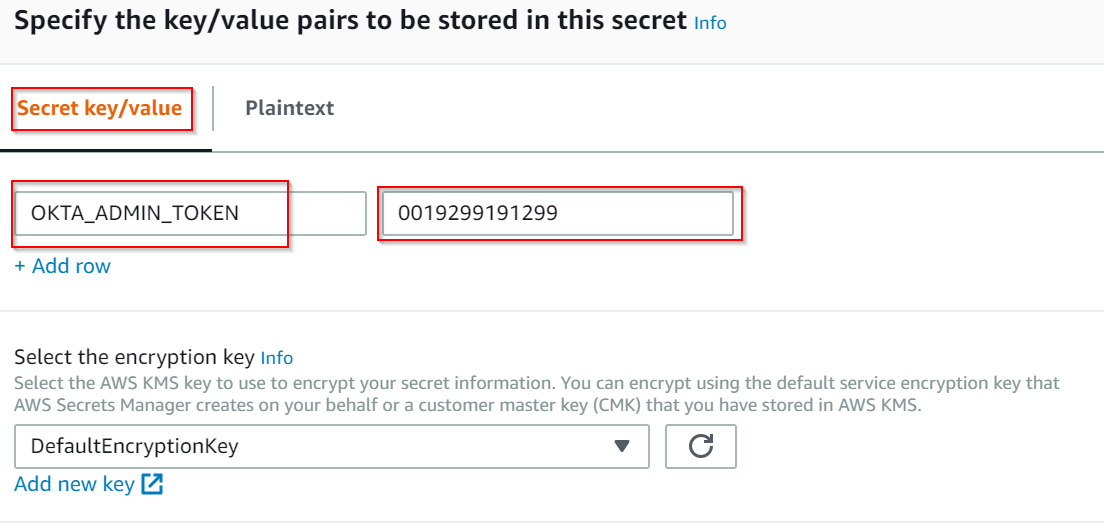 Specify the key/value pairs to be stored in this secret Info
Secret key/value Plaintext
OKTA_ADMIN_TOKEN 0019299191299
+ Add row
Select the encryption key Info
Select the AWS KMS key to use to encrypt your secret information. You can encrypt using the default service encryption key that
AWS Secrets Manager creates on your behalf or a customer master key (CMK) that you have stored in AWS KMS.
DefaultEncryptionKey
Add new key